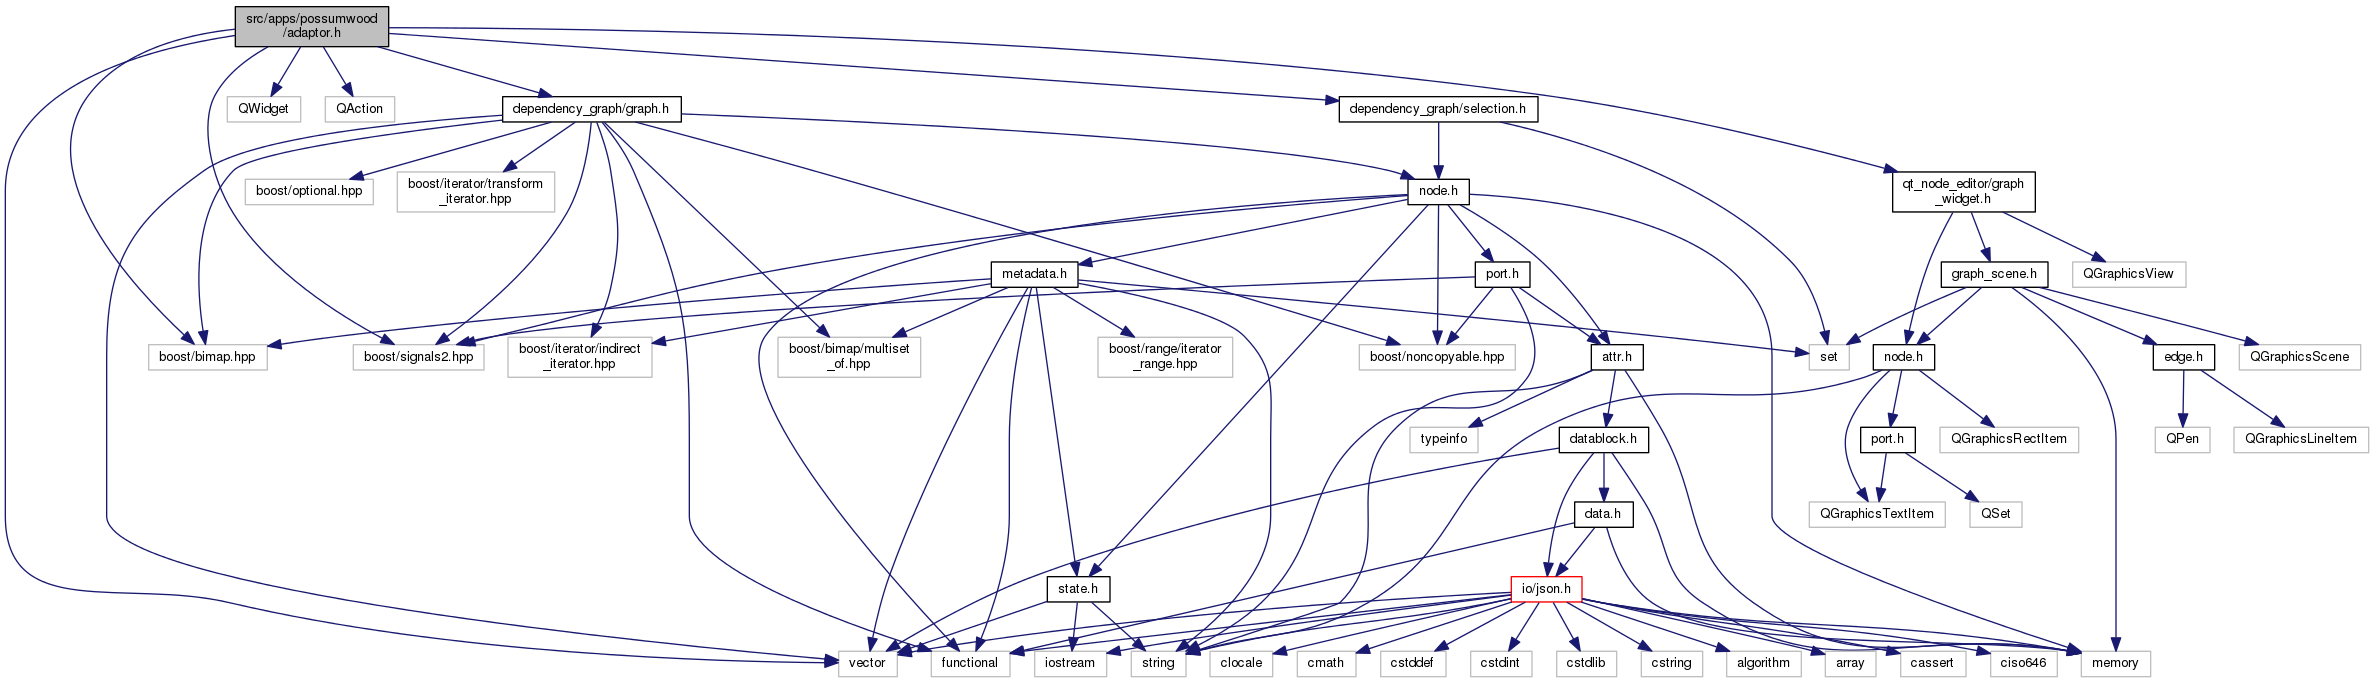 src/apps/possumwood
/adaptor.h
QWidget
QAction
dependency_graph/graph.h
dependency_graph/selection.h
boost/optional.hpp
boost/iterator/transform
_iterator.hpp
node.h
qt_node_editor/graph
_widget.h
metadata.h
port.h
graph_scene.h
QGraphicsView
boost/bimap.hpp
boost/signals2.hpp
boost/iterator/indirect
_iterator.hpp
boost/bimap/multiset
_of.hpp
boost/range/iterator
_range.hpp
boost/noncopyable.hpp
attr.h
set
node.h
edge.h
QGraphicsScene
typeinfo
datablock.h
port.h
QGraphicsRectItem
QPen
QGraphicsLineItem
data.h
QGraphicsTextItem
QSet
state.h
io/json.h
vector
functional
iostream
string
clocale
cmath
cstddef
cstdint
cstdlib
cstring
algorithm
array
cassert
ciso646
memory